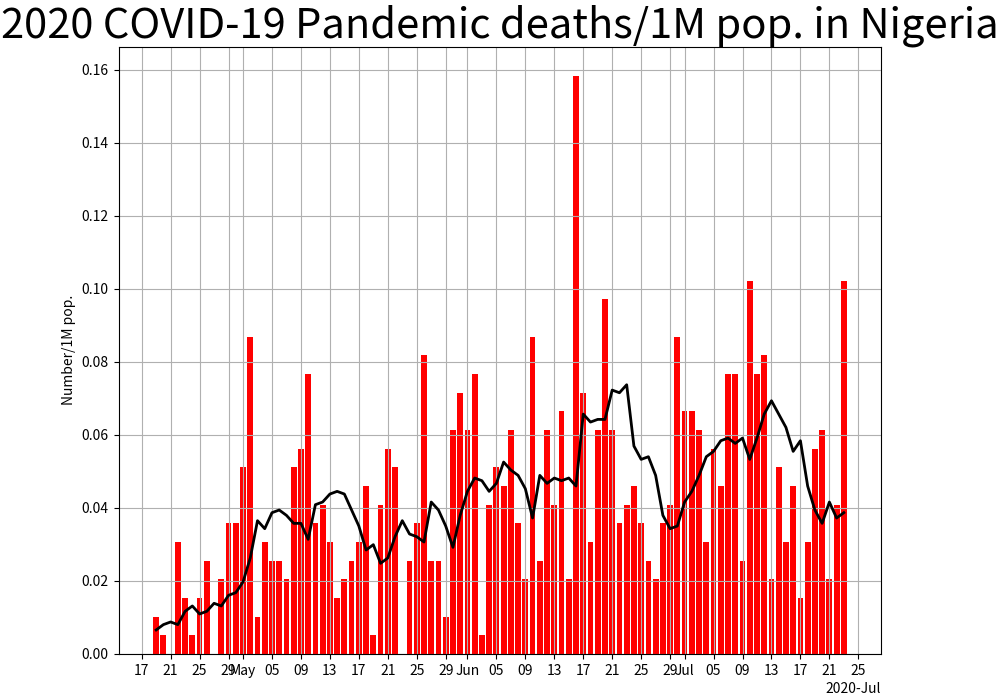 2020 COVID-19 Pandemic deaths/1M pop. in Nigeria
Number/1M pop.
0.16
0.14
0.12
0.10
0.08
0.06
0.04
0.02
0.00
17 21 25 29 May 05 09 13 17 21 25 29 Jun 05 09 13 17 21 25 29 Jul 05 09 13 17 21 25
2020-Jul